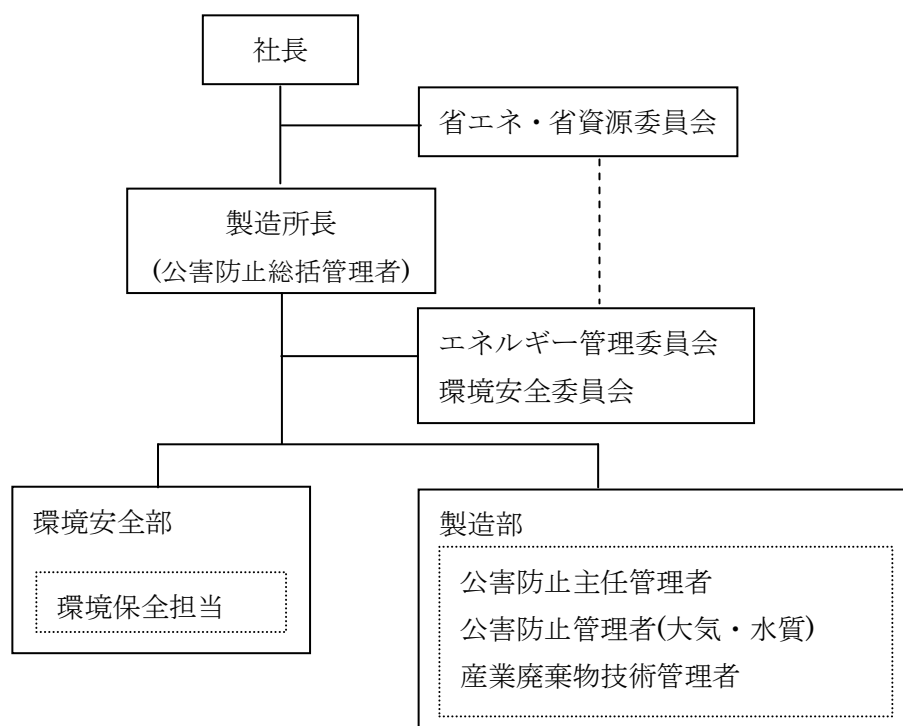 社長
省エネ・省資源委員会
製造所長
(公害防止総括管理者)
エネルギー管理委員会
環境安全委員会
環境安全部
環境保全担当
製造部
公害防止主任管理者
公害防止管理者(大気・水質)
産業廃棄物技術管理者